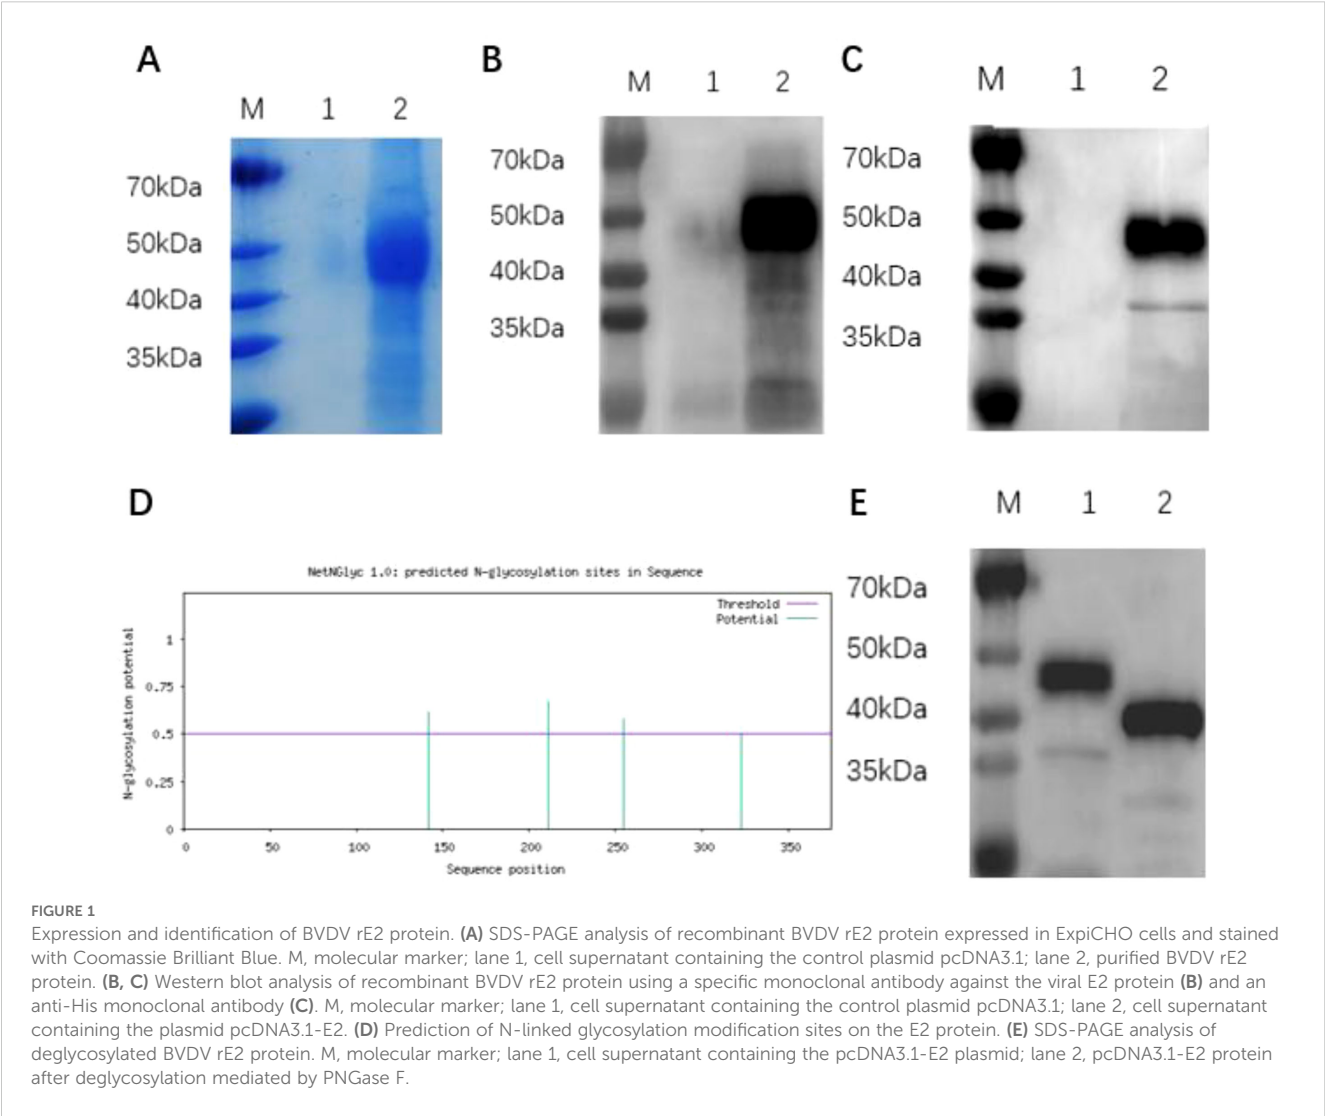 A
M 1 2
70kDa
50kDa
40kDa
35kDa
B
M 1 2
70kDa
50kDa
40kDa
35kDa
C
M 1 2
70kDa
50kDa
40kDa
35kDa
D
NetNGlyc 1.0: predicted N-glycosylation sites in Sequence
Threshold
Potential
N-glycosylation potential
1
0.75
0.5
0.25
0
0 50 100 150 200 250 300 350
Sequence position
E
M 1 2
70kDa
50kDa
40kDa
35kDa
FIGURE 1
Expression and identification of BVDV rE2 protein. (A) SDS-PAGE analysis of recombinant BVDV rE2 protein expressed in ExpiCHO cells and stained
with Coomassie Brilliant Blue. M, molecular marker; lane 1, cell supernatant containing the control plasmid pcDNA3.1; lane 2, purified BVDV rE2
protein. (B, C) Western blot analysis of recombinant BVDV rE2 protein using a specific monoclonal antibody against the viral E2 protein (B) and an
anti-His monoclonal antibody (C). M, molecular marker; lane 1, cell supernatant containing the control plasmid pcDNA3.1; lane 2, cell supernatant
containing the plasmid pcDNA3.1-E2. (D) Prediction of N-linked glycosylation modification sites on the E2 protein. (E) SDS-PAGE analysis of
deglycosylated BVDV rE2 protein. M, molecular marker; lane 1, cell supernatant containing the pcDNA3.1-E2 plasmid; lane 2, pcDNA3.1-E2 protein
after deglycosylation mediated by PNGase F.